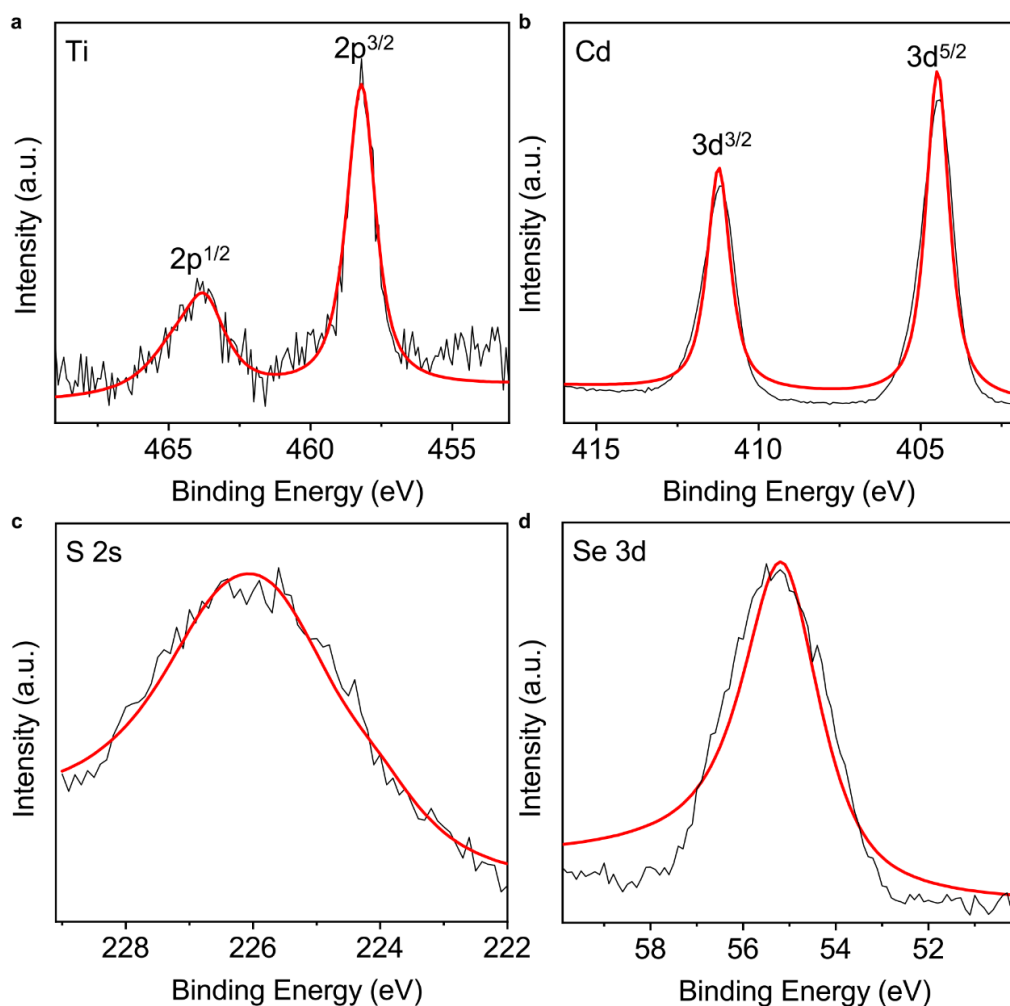 a
Ti
2p3/2
2p1/2
Intensity (a.u.)
465
460
455
Binding Energy (eV)
b
Cd
3d5/2
3d3/2
Intensity (a.u.)
415
410
405
Binding Energy (eV)
c
S 2s
Intensity (a.u.)
228
226
224
222
Binding Energy (eV)
d
Se 3d
Intensity (a.u.)
58
56
54
52
Binding Energy (eV)